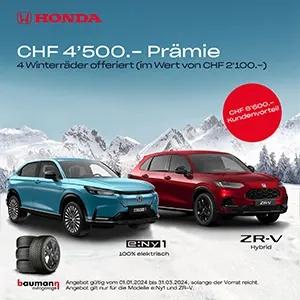 HONDA
CHF 4'500.– Prämie
4 Winterräder offeriert (im Wert von CHF 2'100.–)
CHF 6'600.–
Kundenvorteil
e:Ny1
100% elektrisch
ZR-V
Hybrid
baumann
autogarage
Angebot gültig vom 01.01.2024 bis 31.03.2024, solange der Vorrat reicht.
Angebot gilt nur für die Modelle e:Ny1 und ZR-V.